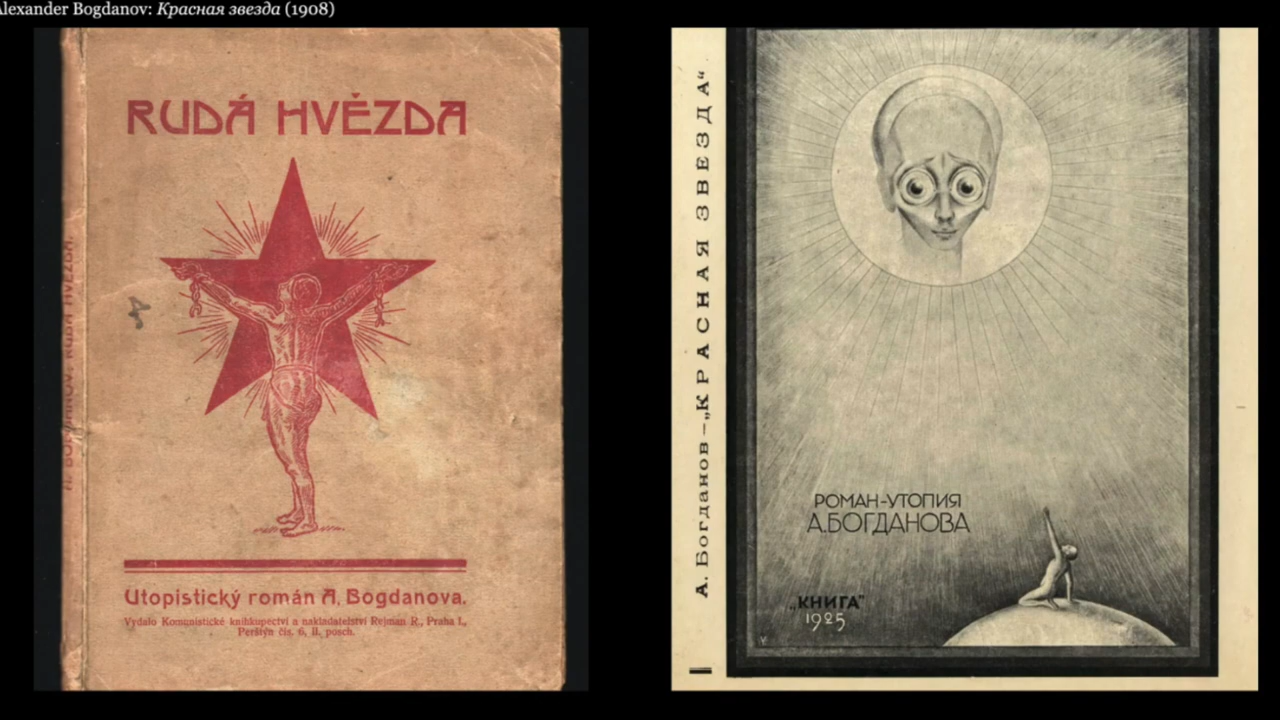 Alexander Bogdanov: Красная звезда (1908)
RUDÁ HVĚZDA
Utopistický román A. Bogdanova.
Vydalo Komunistické knihkupectví a nakladatelství Rejman R., Praha I.,
Perštýn čís. 6, II. posch.
А. Богданов–„КРАСНАЯ ЗВЕЗДА“
РОМАН-УТОПИЯ
А.БОГДАНОВА
„КНИГА“
1925